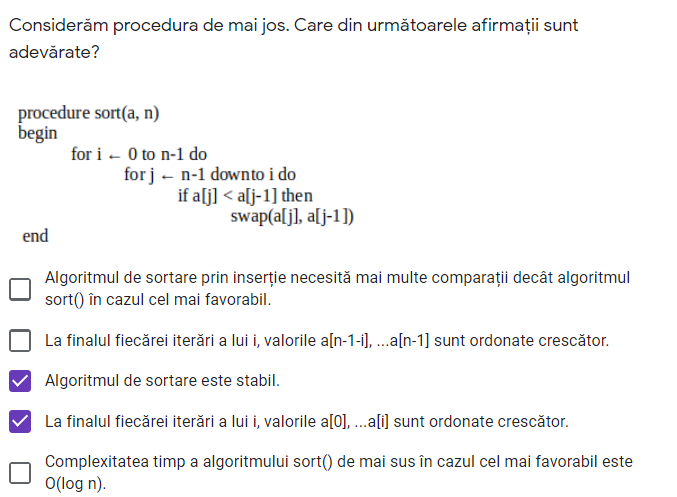 Considerăm procedura de mai jos. Care din următoarele afirmații sunt
adevărate?
procedure sort(a, n)
begin
for i ← 0 to n-1 do
for j ← n-1 downto i do
if a[j] < a[j-1] then
swap(a[j], a[j-1])
end
Algoritmul de sortare prin inserție necesită mai multe comparații decât algoritmul
sort() în cazul cel mai favorabil.
La finalul fiecărei iterări a lui i, valorile a[n-1-i], ...a[n-1] sunt ordonate crescător.
Algoritmul de sortare este stabil.
La finalul fiecărei iterări a lui i, valorile a[0], ...a[i] sunt ordonate crescător.
Complexitatea timp a algoritmului sort() de mai sus în cazul cel mai favorabil este
O(log n).